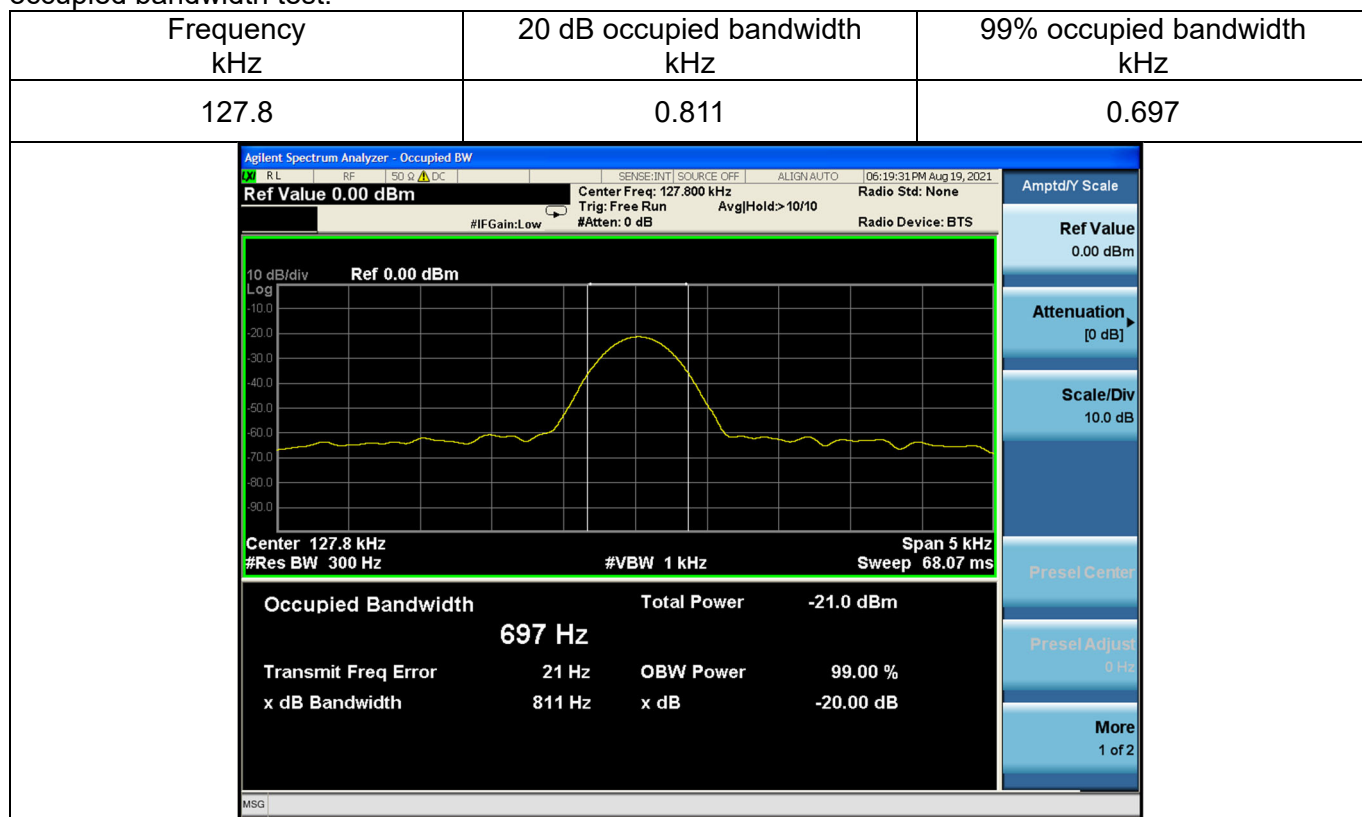 occupied bandwidth test.
Frequency 20 dB occupied bandwidth 99% occupied bandwidth
kHz kHz kHz
127.8 0.811 0.697
Agilent Spectrum Analyzer - Occupied BW
LXI RL RF 50 Ω DC SENSE:INT SOURCE OFF ALIGN AUTO 06:19:31 PM Aug 19, 2021
Ref Value 0.00 dBm Center Freq: 127.800 kHz Radio Std: None
Trig: Free Run Avg|Hold:>10/10
#IFGain:Low #Atten: 0 dB Radio Device: BTS
10 dB/div Ref 0.00 dBm
Log
-10.0
-20.0
-30.0
-40.0
-50.0
-60.0
-70.0
-80.0
-90.0
Center 127.8 kHz Span 5 kHz
#Res BW 300 Hz #VBW 1 kHz Sweep 68.07 ms
Occupied Bandwidth Total Power -21.0 dBm
697 Hz
Transmit Freq Error 21 Hz OBW Power 99.00 %
x dB Bandwidth 811 Hz x dB -20.00 dB
MSG
Amptd/Y Scale
Ref Value
0.00 dBm
Attenuation
[0 dB]
Scale/Div
10.0 dB
Presel Center
Presel Adjust
0 Hz
More
1 of 2